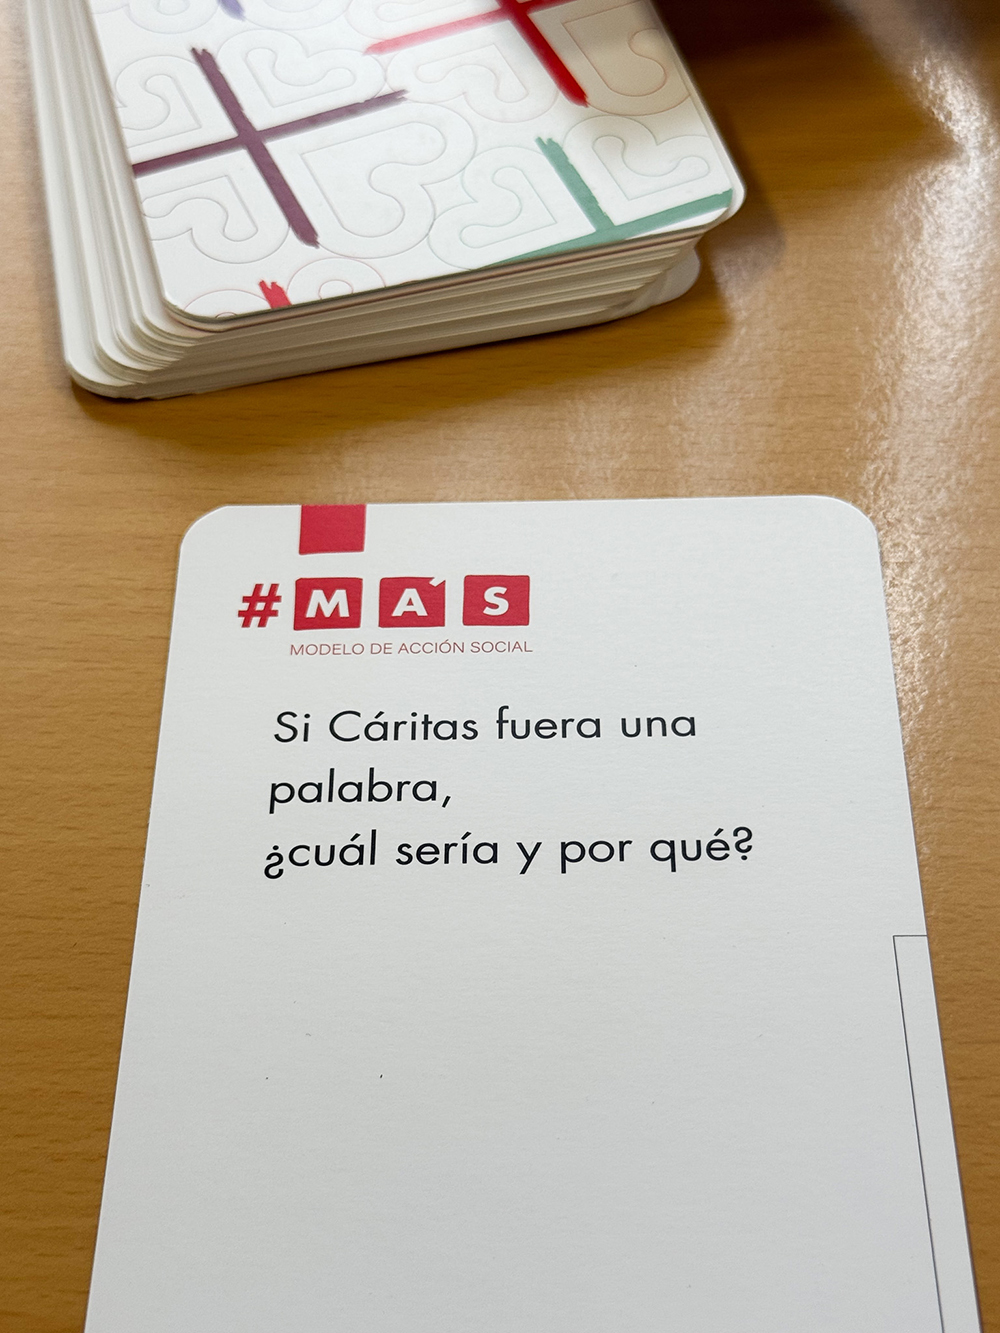 #MÁS
MODELO DE ACCIÓN SOCIAL
Si Cáritas fuera una
palabra,
¿cuál sería y por qué?